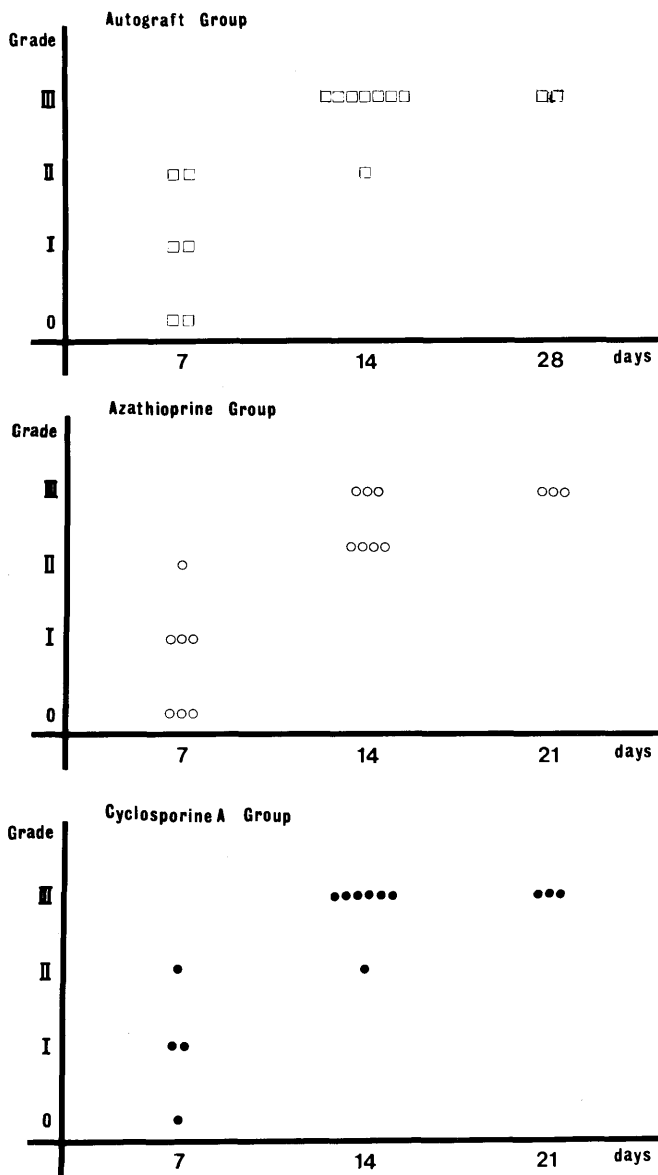 Autograft Group
Grade
III
II
I
0
7 14 28 days
Azathioprine Group
Grade
III
II
I
0
7 14 21 days
Cyclosporine A Group
Grade
III
II
I
0
7 14 21 days